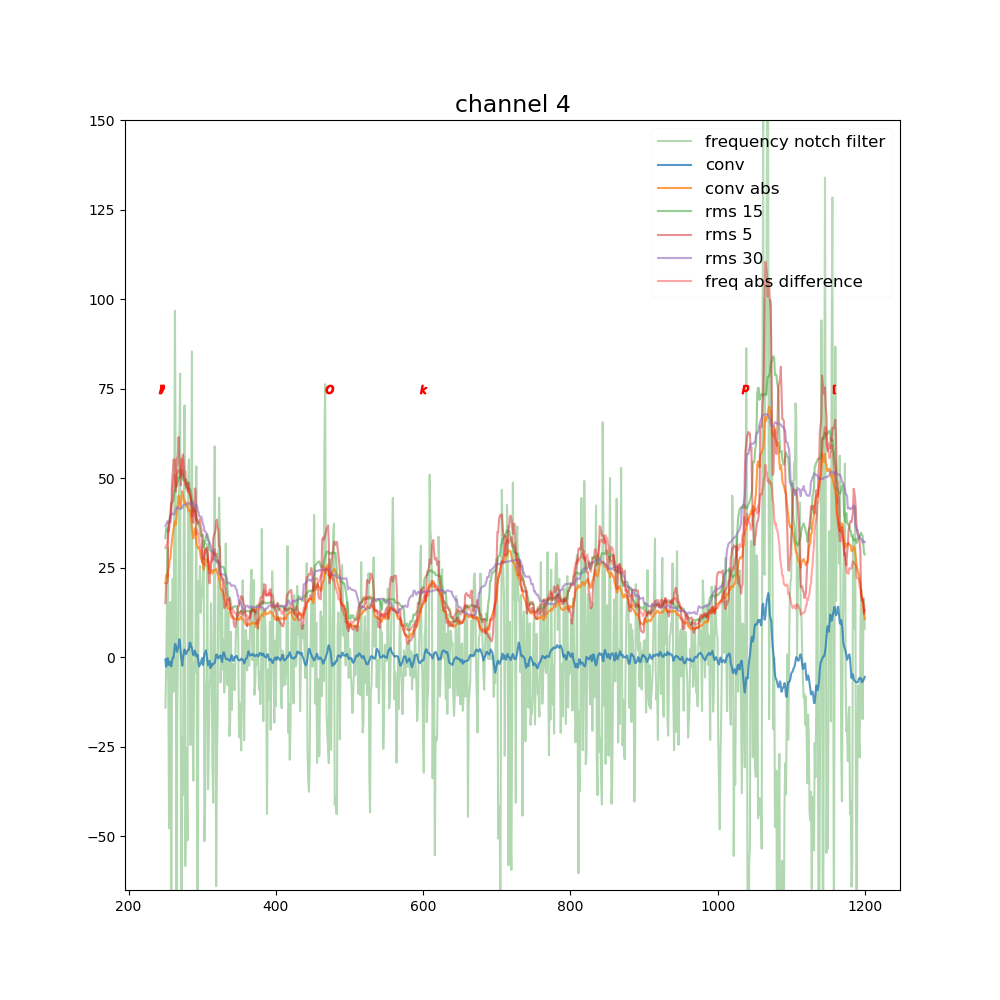 channel 4
150
frequency notch filter
conv
conv abs
rms 15
rms 5
rms 30
freq abs difference
125
100
75
O
k
p
50
25
0
−25
−50
200 400 600 800 1000 1200